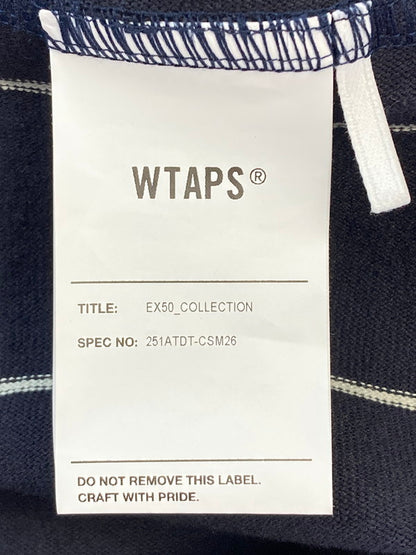 WTAPS®
TITLE: EX50_COLLECTION
SPEC NO: 251ATDT-CSM26
DO NOT REMOVE THIS LABEL.
CRAFT WITH PRIDE.